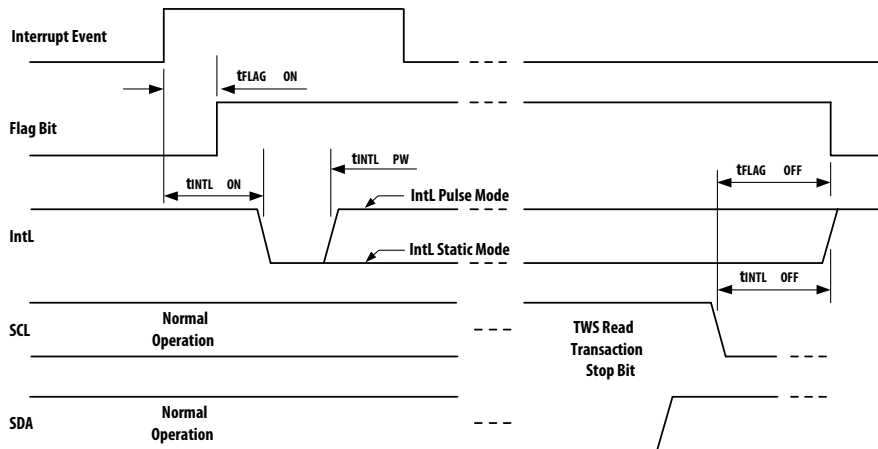 Interrupt Event
tFLAG ON
Flag Bit
tINTL PW
tFLAG OFF
tINTL ON
IntL Pulse Mode
IntL
IntL Static Mode
tINTL OFF
SCL
Normal
Operation
TWS Read
Transaction
Stop Bit
SDA
Normal
Operation